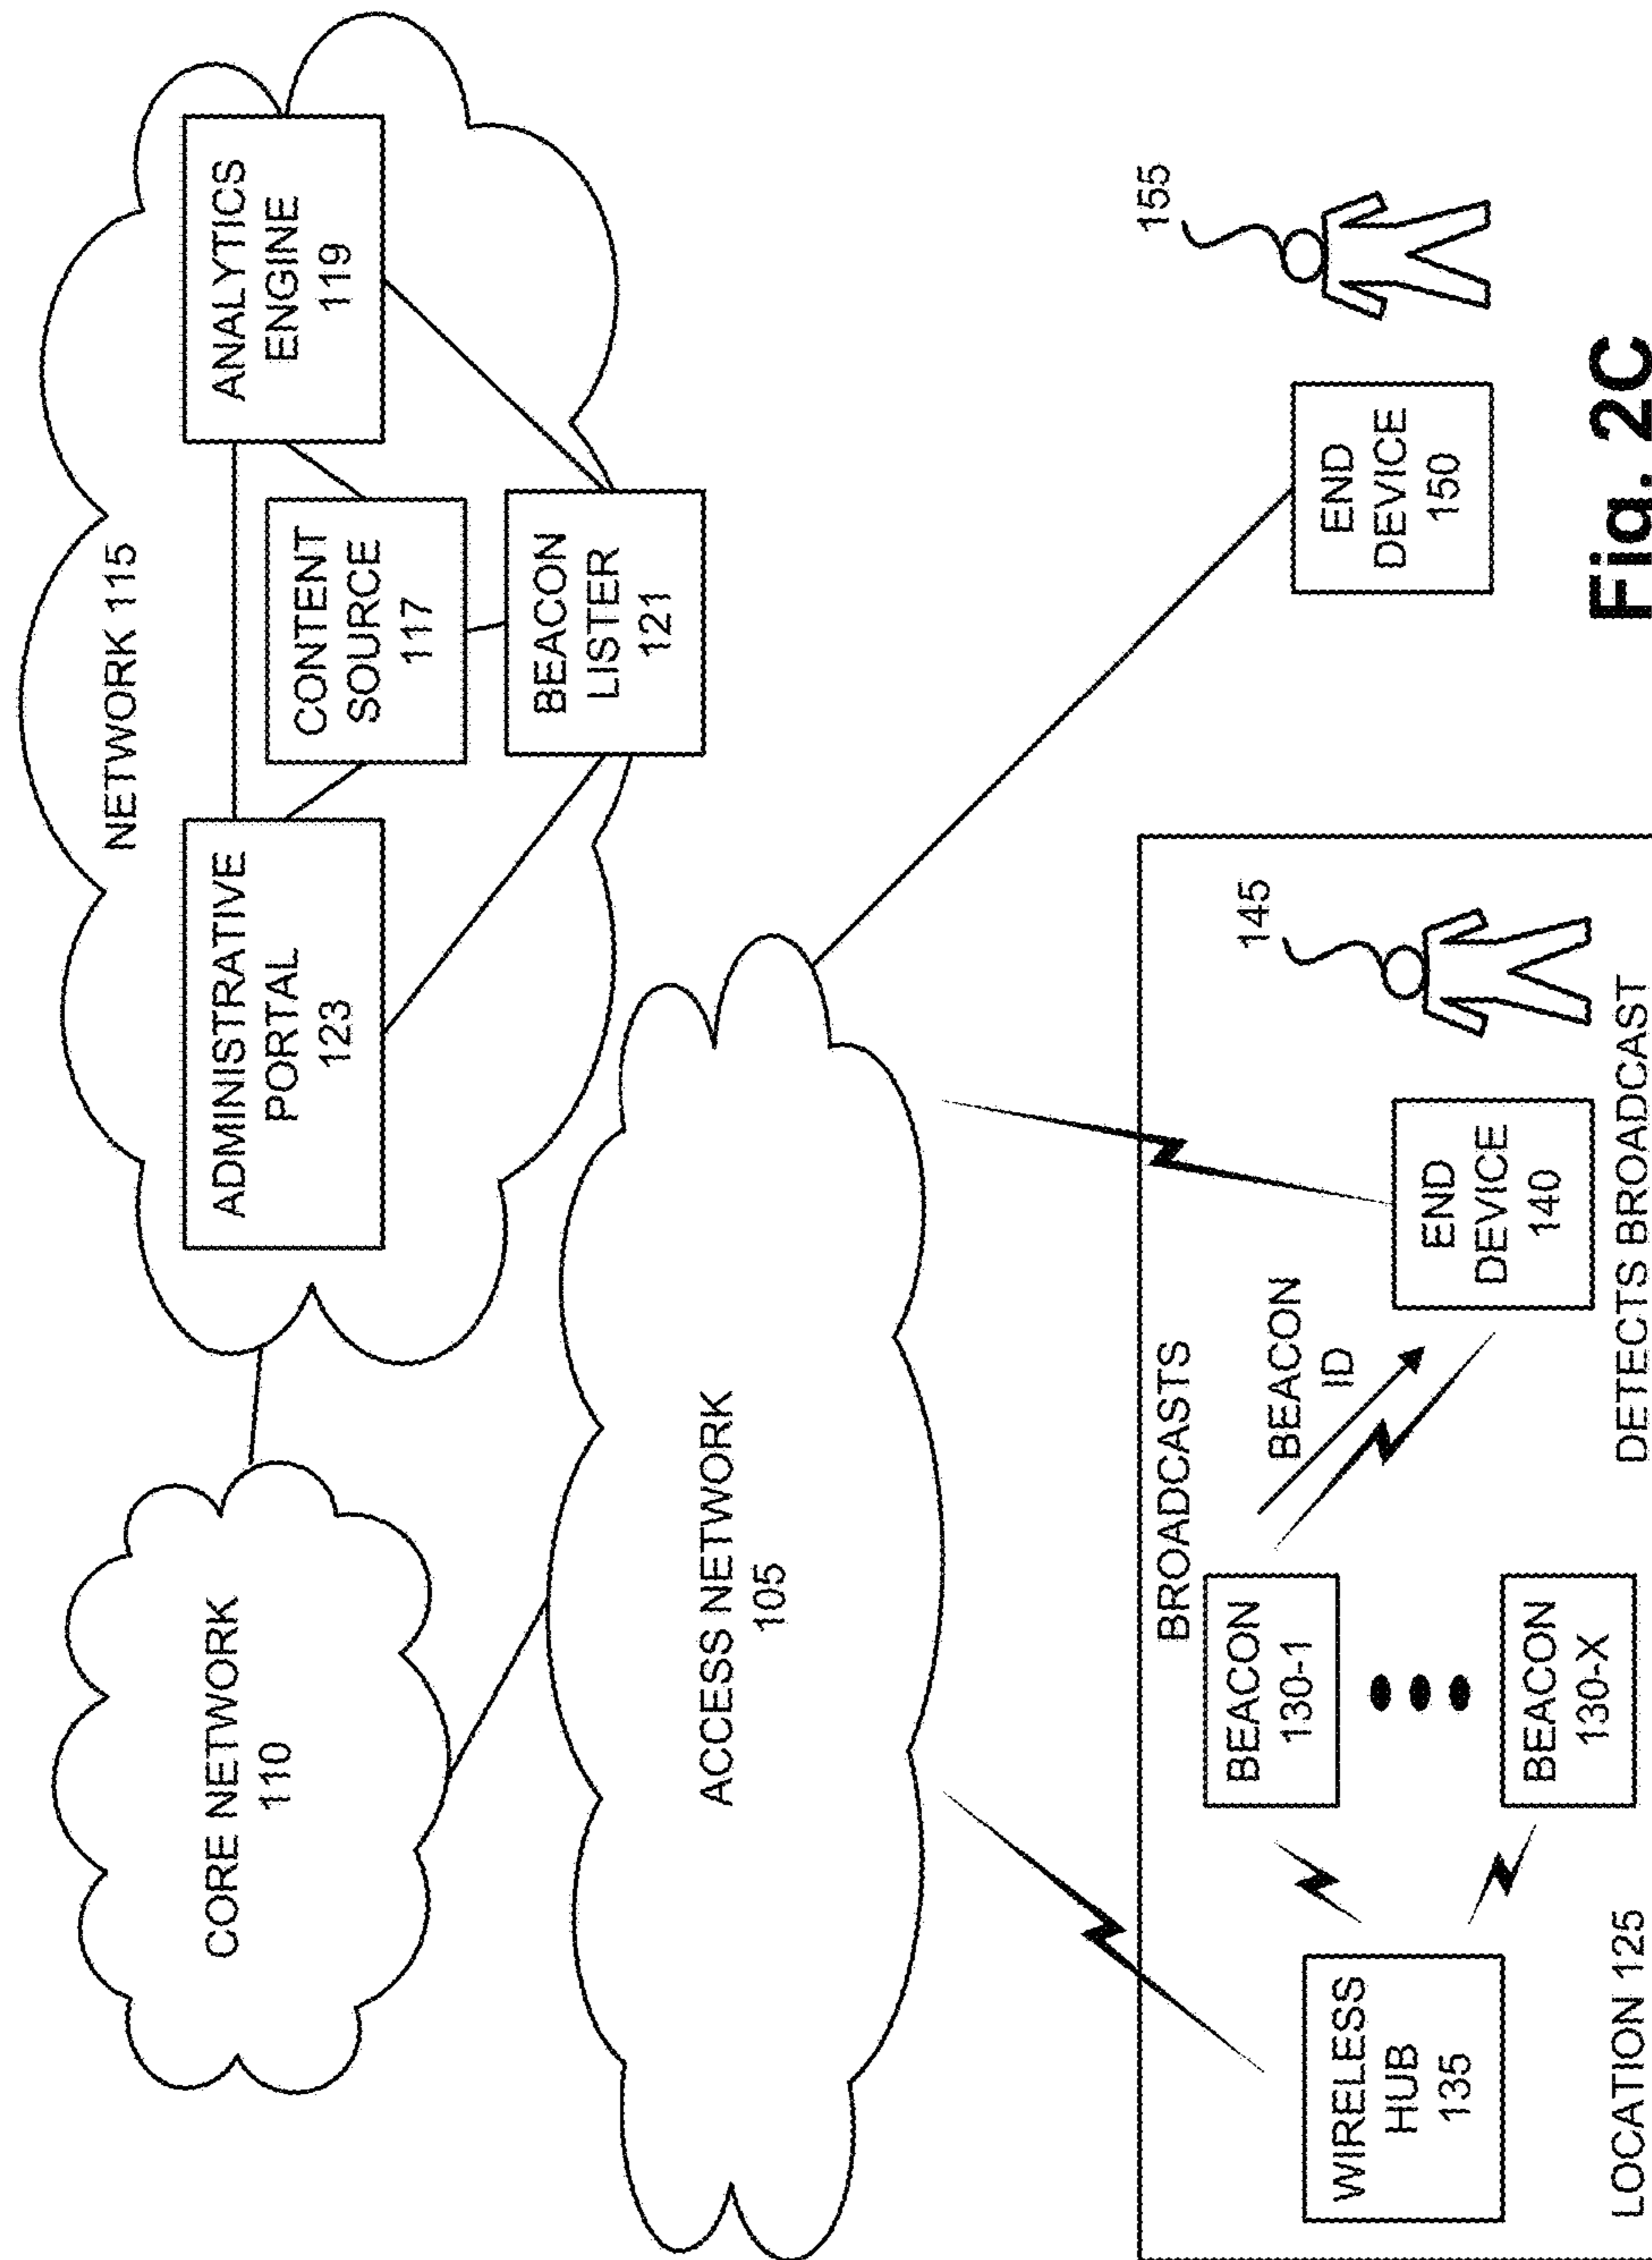 CORE NETWORK
110
NETWORK 115
ADMINISTRATIVE
PORTAL
123
CONTENT
SOURCE
117
ANALYTICS
ENGINE
119
BEACON
LISTER
121
ACCESS NETWORK
105
BROADCASTS
BEACON
130-1
BEACON
ID
WIRELESS
HUB
135
BEACON
130-X
END
DEVICE
140
145
LOCATION 125
DETECTS BROADCAST
END
DEVICE
150
155
Fig. 2C